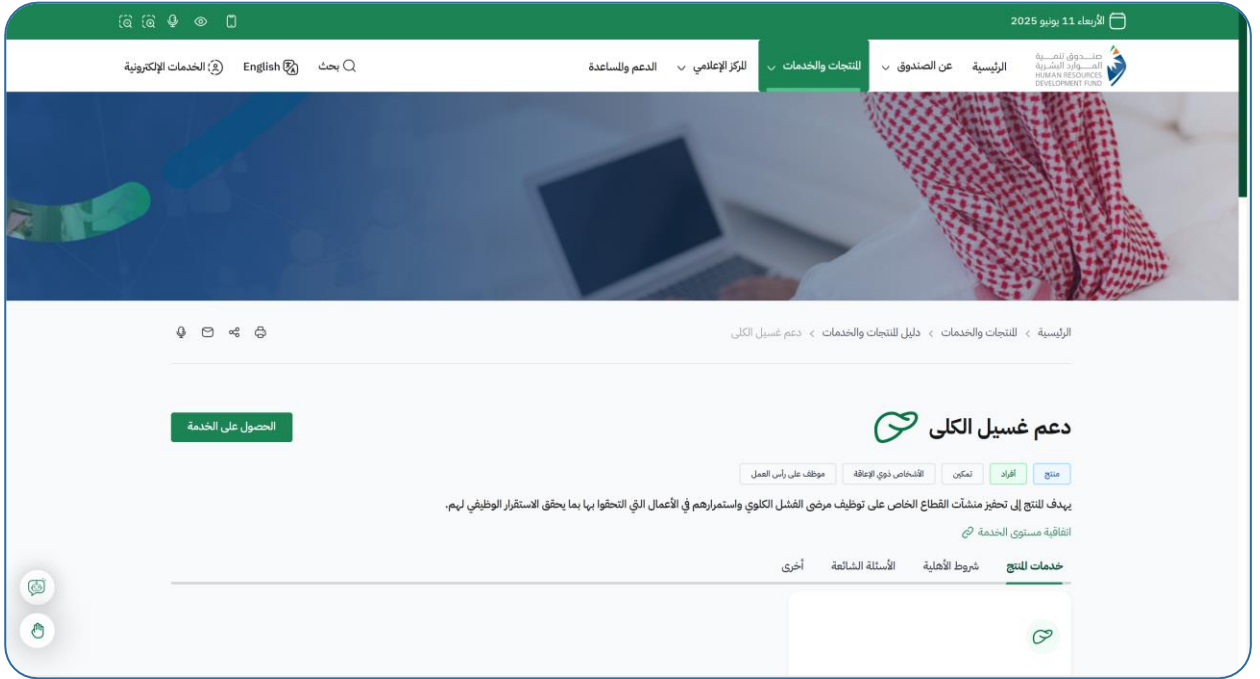 الأربعاء 11 يونيو 2025
صنــدوق تنميــة
المــوارد البشرية
HUMAN RESOURCES
DEVELOPMENT FUND
الرئيسية
عن الصندوق
المنتجات والخدمات
المركز الإعلامي
الدعم والمساعدة
بحث
English
الخدمات الإلكترونية
الرئيسية > المنتجات والخدمات > دليل المنتجات والخدمات > دعم غسيل الكلى
دعم غسيل الكلى
الحصول على الخدمة
منتج
أفراد
تمكين
الأشخاص ذوي الإعاقة
موظف على رأس العمل
يهدف المنتج إلى تحفيز منشآت القطاع الخاص على توظيف مرضى الفشل الكلوي واستمرارهم في الأعمال التي التحقوا بها بما يحقق الاستقرار الوظيفي لهم.
اتفاقية مستوى الخدمة
خدمات المنتج
شروط الأهلية
الأسئلة الشائعة
أخرى